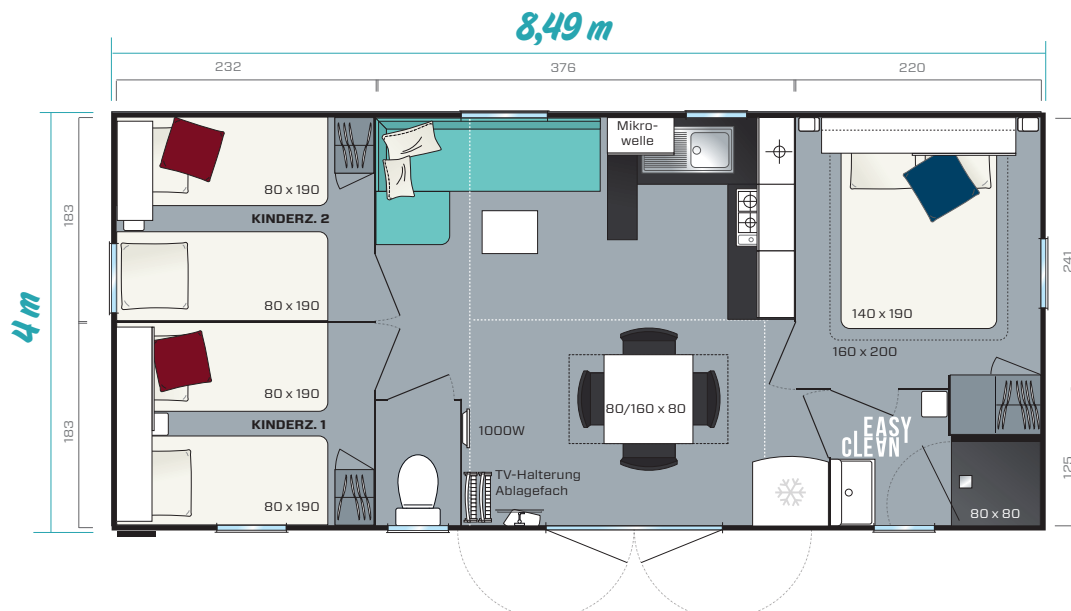 8,49 m
232
376
220
Mikro-
welle
80 x 190
KINDERZ. 2
183
80 x 190
241
140 x 190
4 m
160 x 200
80 x 190
80/160 x 80
KINDERZ. 1
1000W
EASY
CLEAN
183
TV-Halterung
Ablagefach
125
80 x 190
80 x 80